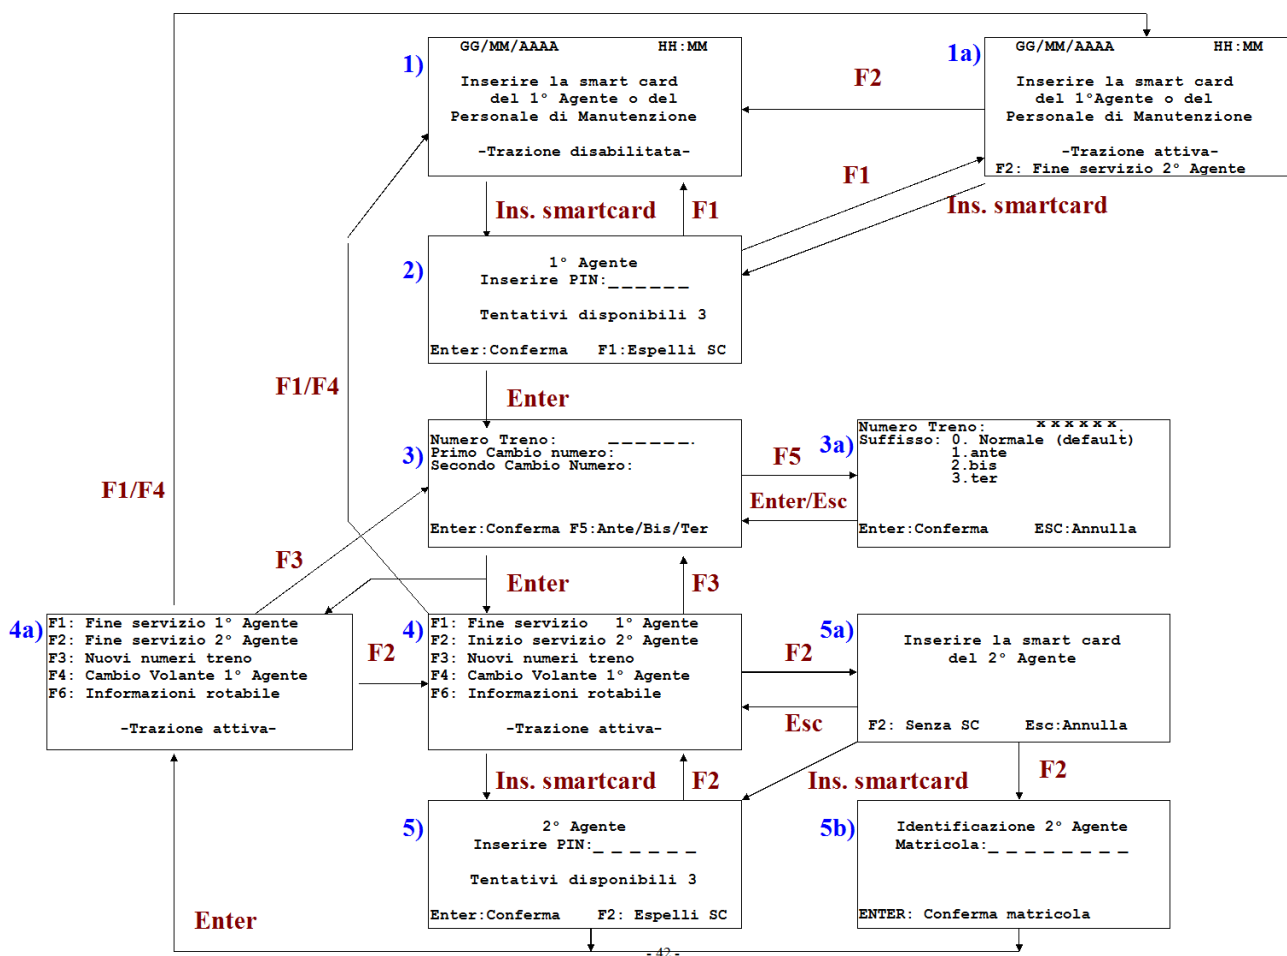 GG/MM/AAAA HH:MM
1)
Inserire la smart card
del 1° Agente o del
Personale di Manutenzione
-Trazione disabilitata-
GG/MM/AAAA HH:MM
1a)
Inserire la smart card
del 1°Agente o del
Personale di Manutenzione
-Trazione attiva-
F2: Fine servizio 2° Agente
F2
F1
Ins. smartcard
Ins. smartcard
F1
2)
1° Agente
Inserire PIN:_ _ _ _ _ _
Tentativi disponibili 3
Enter:Conferma F1:Espelli SC
F1/F4
Enter
3)
Numero Treno: _ _ _ _ _ _.
Primo Cambio numero:
Secondo Cambio Numero:
Enter:Conferma F5:Ante/Bis/Ter
F5
Enter/Esc
3a)
Numero Treno: x x x x x x.
Suffisso: 0. Normale (default)
1.ante
2.bis
3.ter
Enter:Conferma ESC:Annulla
F1/F4
F3
Enter
F3
4a)
F1: Fine servizio 1° Agente
F2: Fine servizio 2° Agente
F3: Nuovi numeri treno
F4: Cambio Volante 1° Agente
F6: Informazioni rotabile
-Trazione attiva-
F2
4)
F1: Fine servizio 1° Agente
F2: Inizio servizio 2° Agente
F3: Nuovi numeri treno
F4: Cambio Volante 1° Agente
F6: Informazioni rotabile
-Trazione attiva-
F2
Esc
5a)
Inserire la smart card
del 2° Agente
F2: Senza SC Esc:Annulla
Ins. smartcard
F2
Ins. smartcard
F2
5)
2° Agente
Inserire PIN:_ _ _ _ _ _
Tentativi disponibili 3
Enter:Conferma F2: Espelli SC
5b)
Identificazione 2° Agente
Matricola:_ _ _ _ _ _ _ _
ENTER: Conferma matricola
Enter
- 42 -